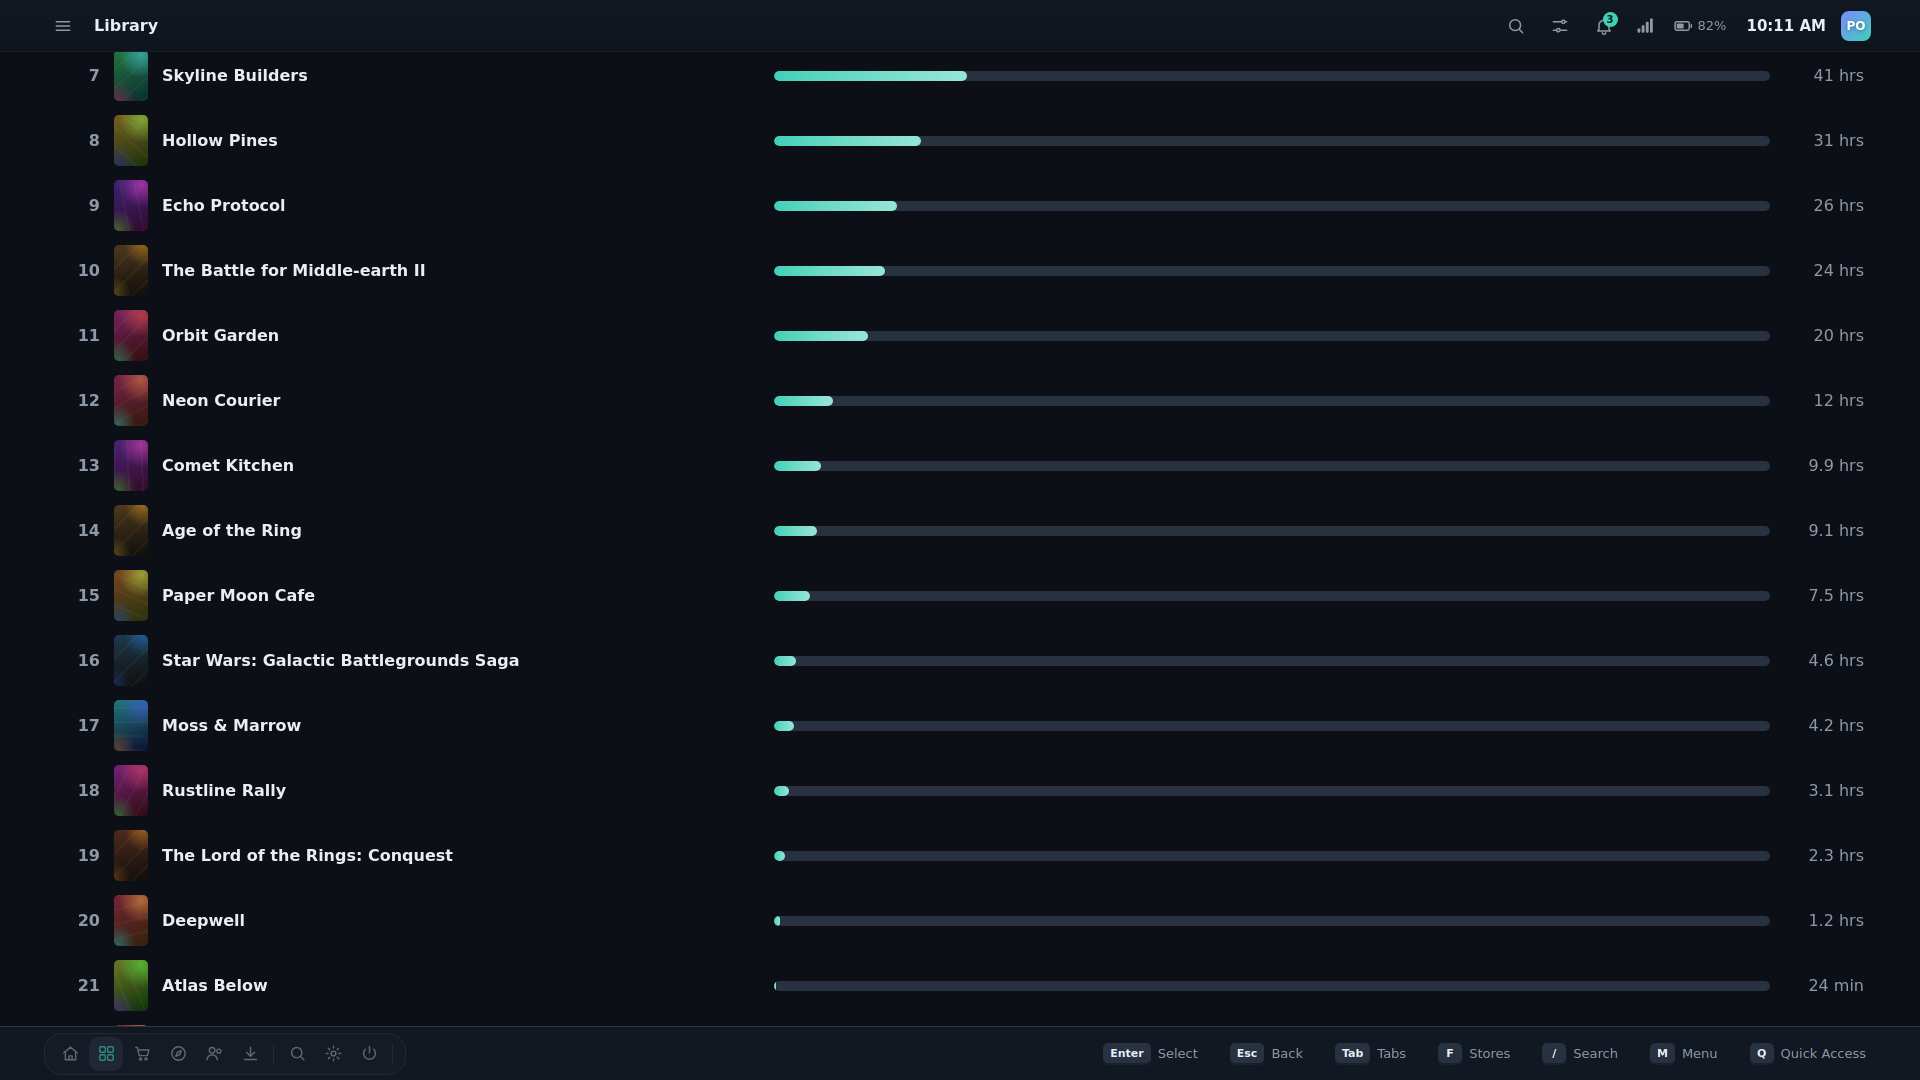 Library
3
82%
10:11 AM
PO
7 Skyline Builders 41 hrs
8 Hollow Pines 31 hrs
9 Echo Protocol 26 hrs
10 The Battle for Middle-earth II 24 hrs
11 Orbit Garden 20 hrs
12 Neon Courier 12 hrs
13 Comet Kitchen 9.9 hrs
14 Age of the Ring 9.1 hrs
15 Paper Moon Cafe 7.5 hrs
16 Star Wars: Galactic Battlegrounds Saga 4.6 hrs
17 Moss & Marrow 4.2 hrs
18 Rustline Rally 3.1 hrs
19 The Lord of the Rings: Conquest 2.3 hrs
20 Deepwell 1.2 hrs
21 Atlas Below 24 min
Enter Select Esc Back Tab Tabs F Stores / Search M Menu Q Quick Access